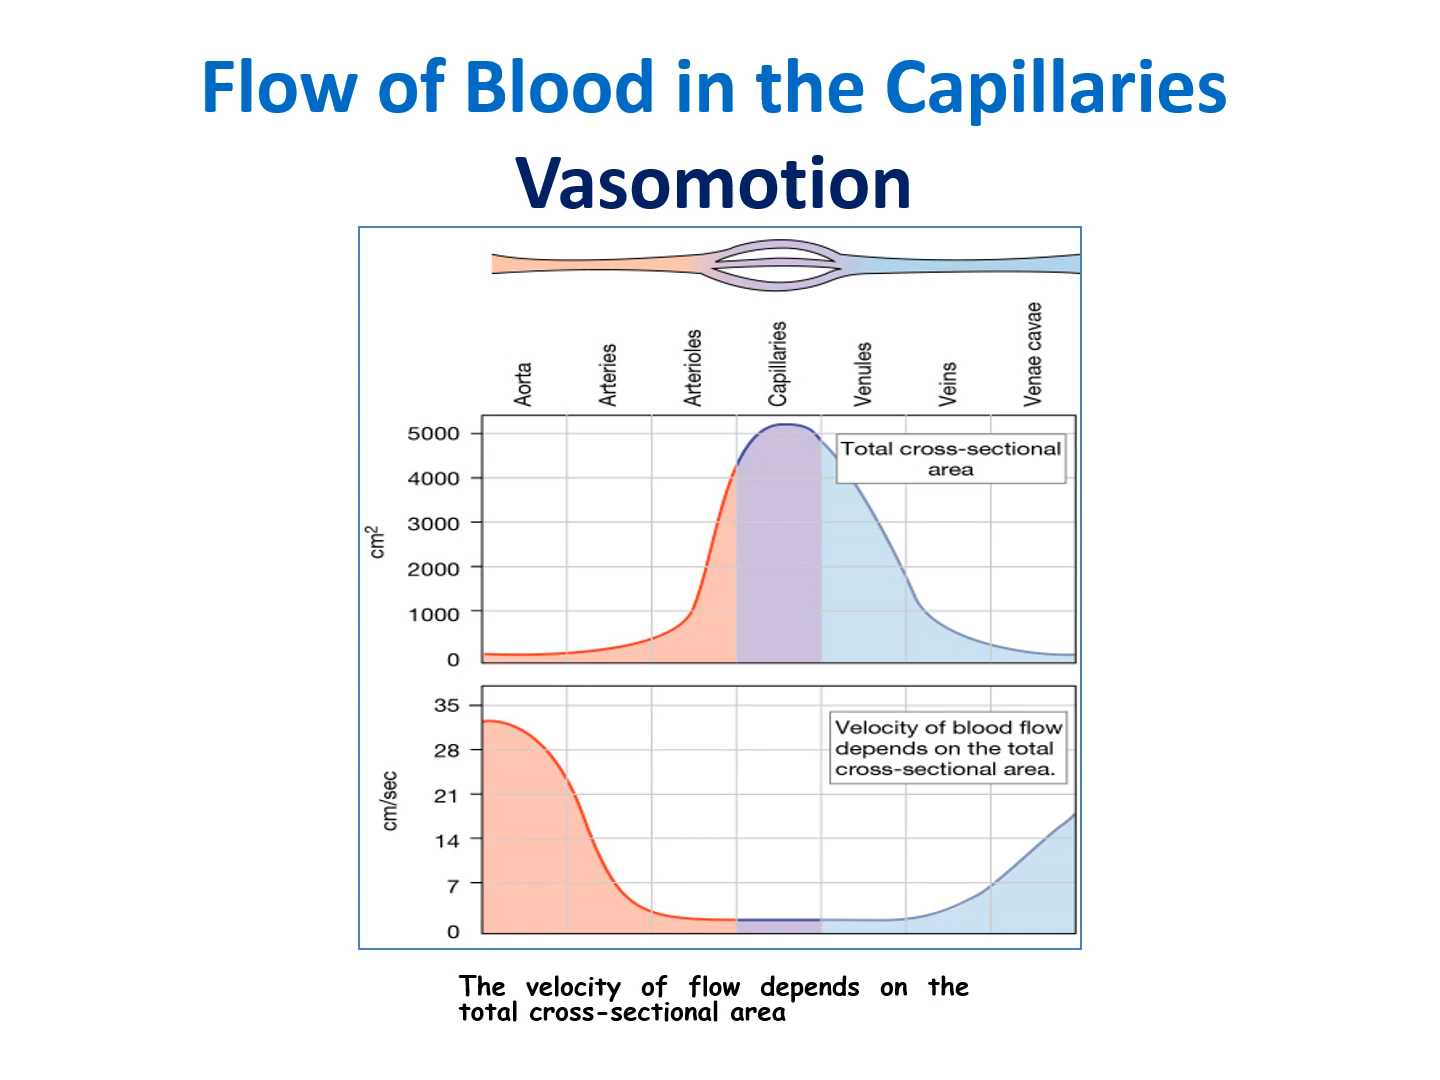 Flow of Blood in the Capillaries
Vasomotion
Aorta
Arteries
Arterioles
Capillaries
Venules
Veins
Venae cavae
5000
4000
3000
2000
1000
0
cm²
Total cross-sectional
area
35
28
21
14
7
0
cm/sec
Velocity of blood flow
depends on the total
cross-sectional area.
The velocity of flow depends on the
total cross-sectional area